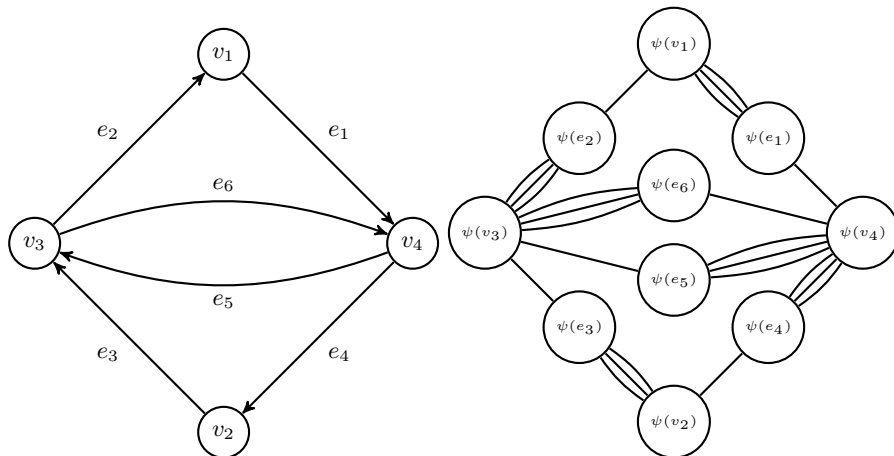 v₁
e₂
e₁
e₆
v₃
v₄
e₅
e₃
e₄
v₂
ψ(v₁)
ψ(e₂)
ψ(e₁)
ψ(e₆)
ψ(v₃)
ψ(v₄)
ψ(e₅)
ψ(e₃)
ψ(e₄)
ψ(v₂)